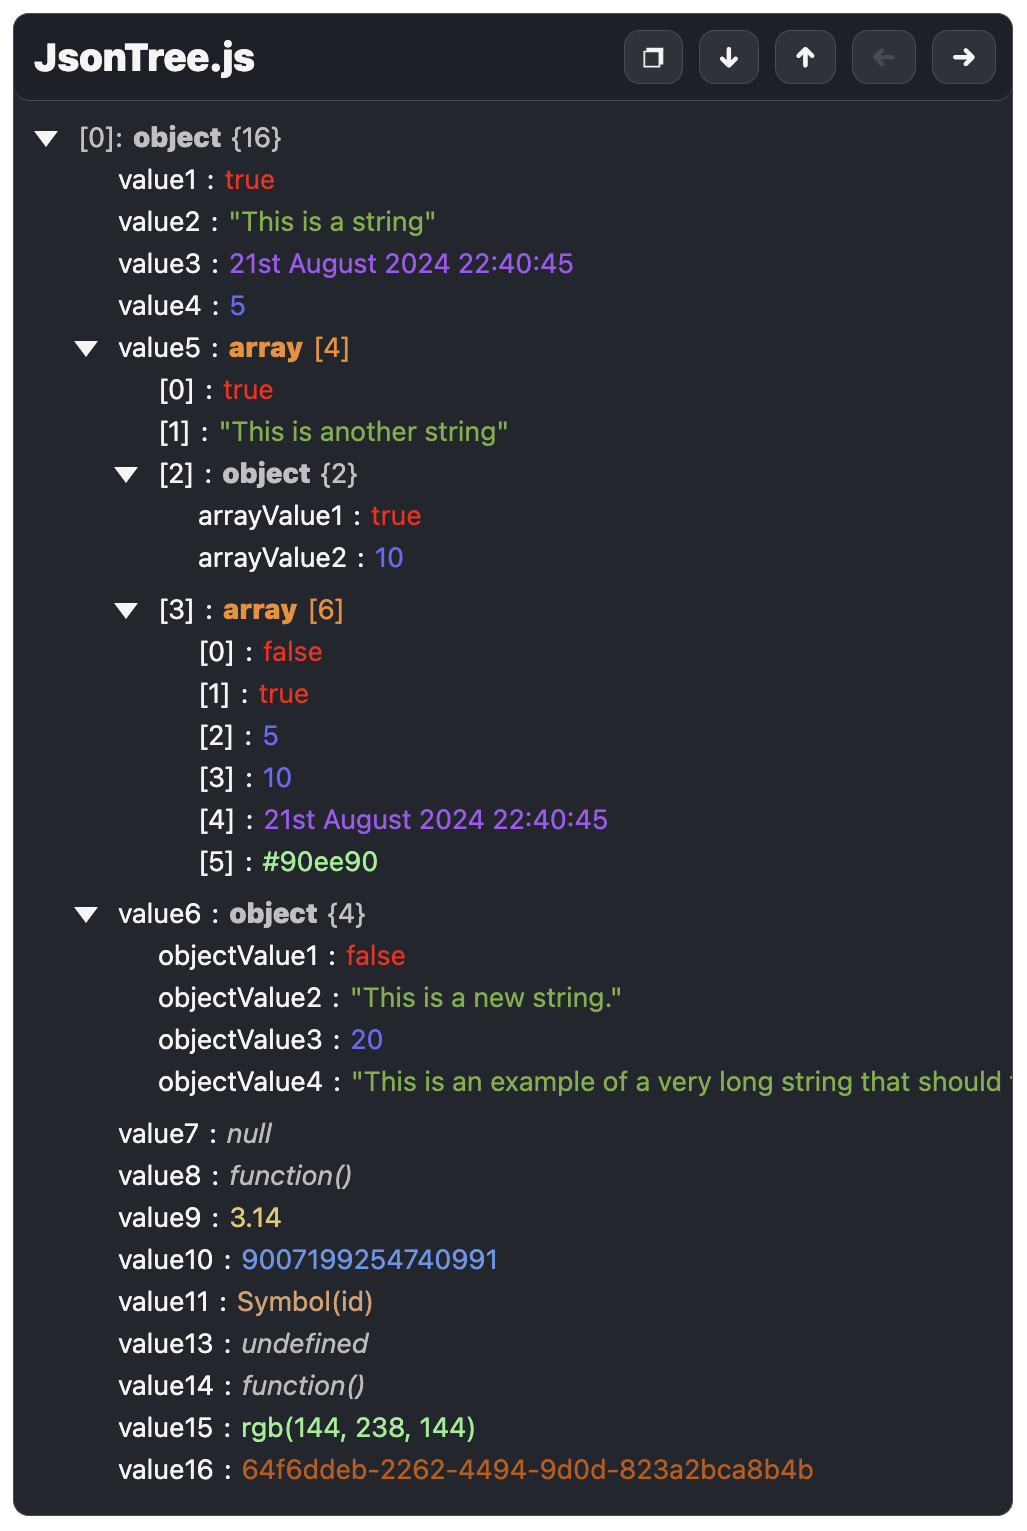 JsonTree.js
[0]: object {16}
value1 : true
value2 : "This is a string"
value3 : 21st August 2024 22:40:45
value4 : 5
value5 : array [4]
[0] : true
[1] : "This is another string"
[2] : object {2}
arrayValue1 : true
arrayValue2 : 10
[3] : array [6]
[0] : false
[1] : true
[2] : 5
[3] : 10
[4] : 21st August 2024 22:40:45
[5] : #90ee90
value6 : object {4}
objectValue1 : false
objectValue2 : "This is a new string."
objectValue3 : 20
objectValue4 : "This is an example of a very long string that should
value7 : null
value8 : function()
value9 : 3.14
value10 : 9007199254740991
value11 : Symbol(id)
value13 : undefined
value14 : function()
value15 : rgb(144, 238, 144)
value16 : 64f6ddeb-2262-4494-9d0d-823a2bca8b4b